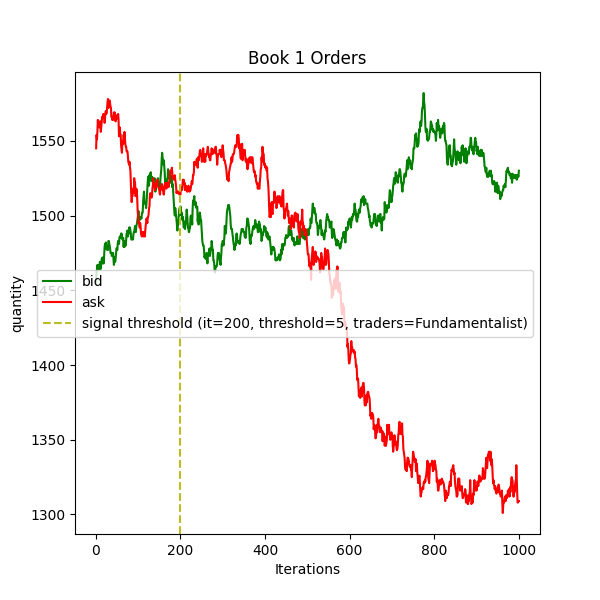 Book 1 Orders
quantity
1550
1500
1450
1400
1350
1300
bid
ask
signal threshold (it=200, threshold=5, traders=Fundamentalist)
0 200 400 600 800 1000
Iterations